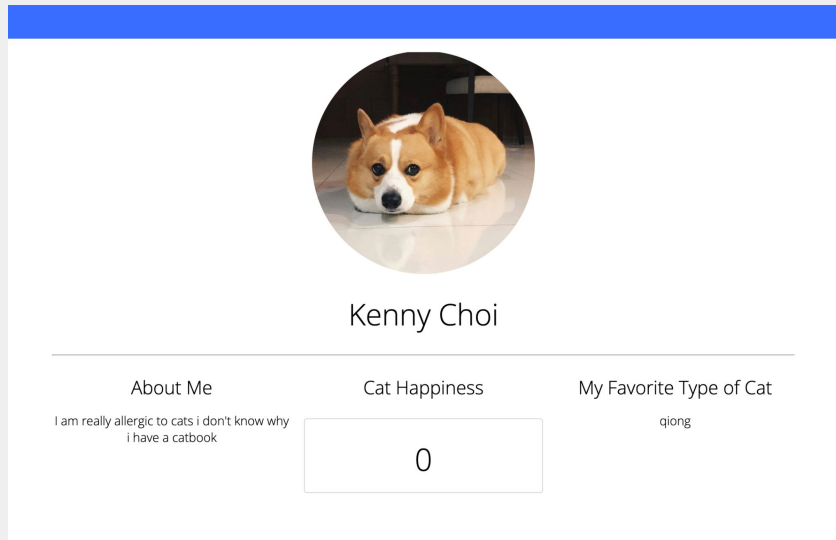 Kenny Choi
About Me
I am really allergic to cats i don't know why
i have a catbook
Cat Happiness
0
My Favorite Type of Cat
qiong